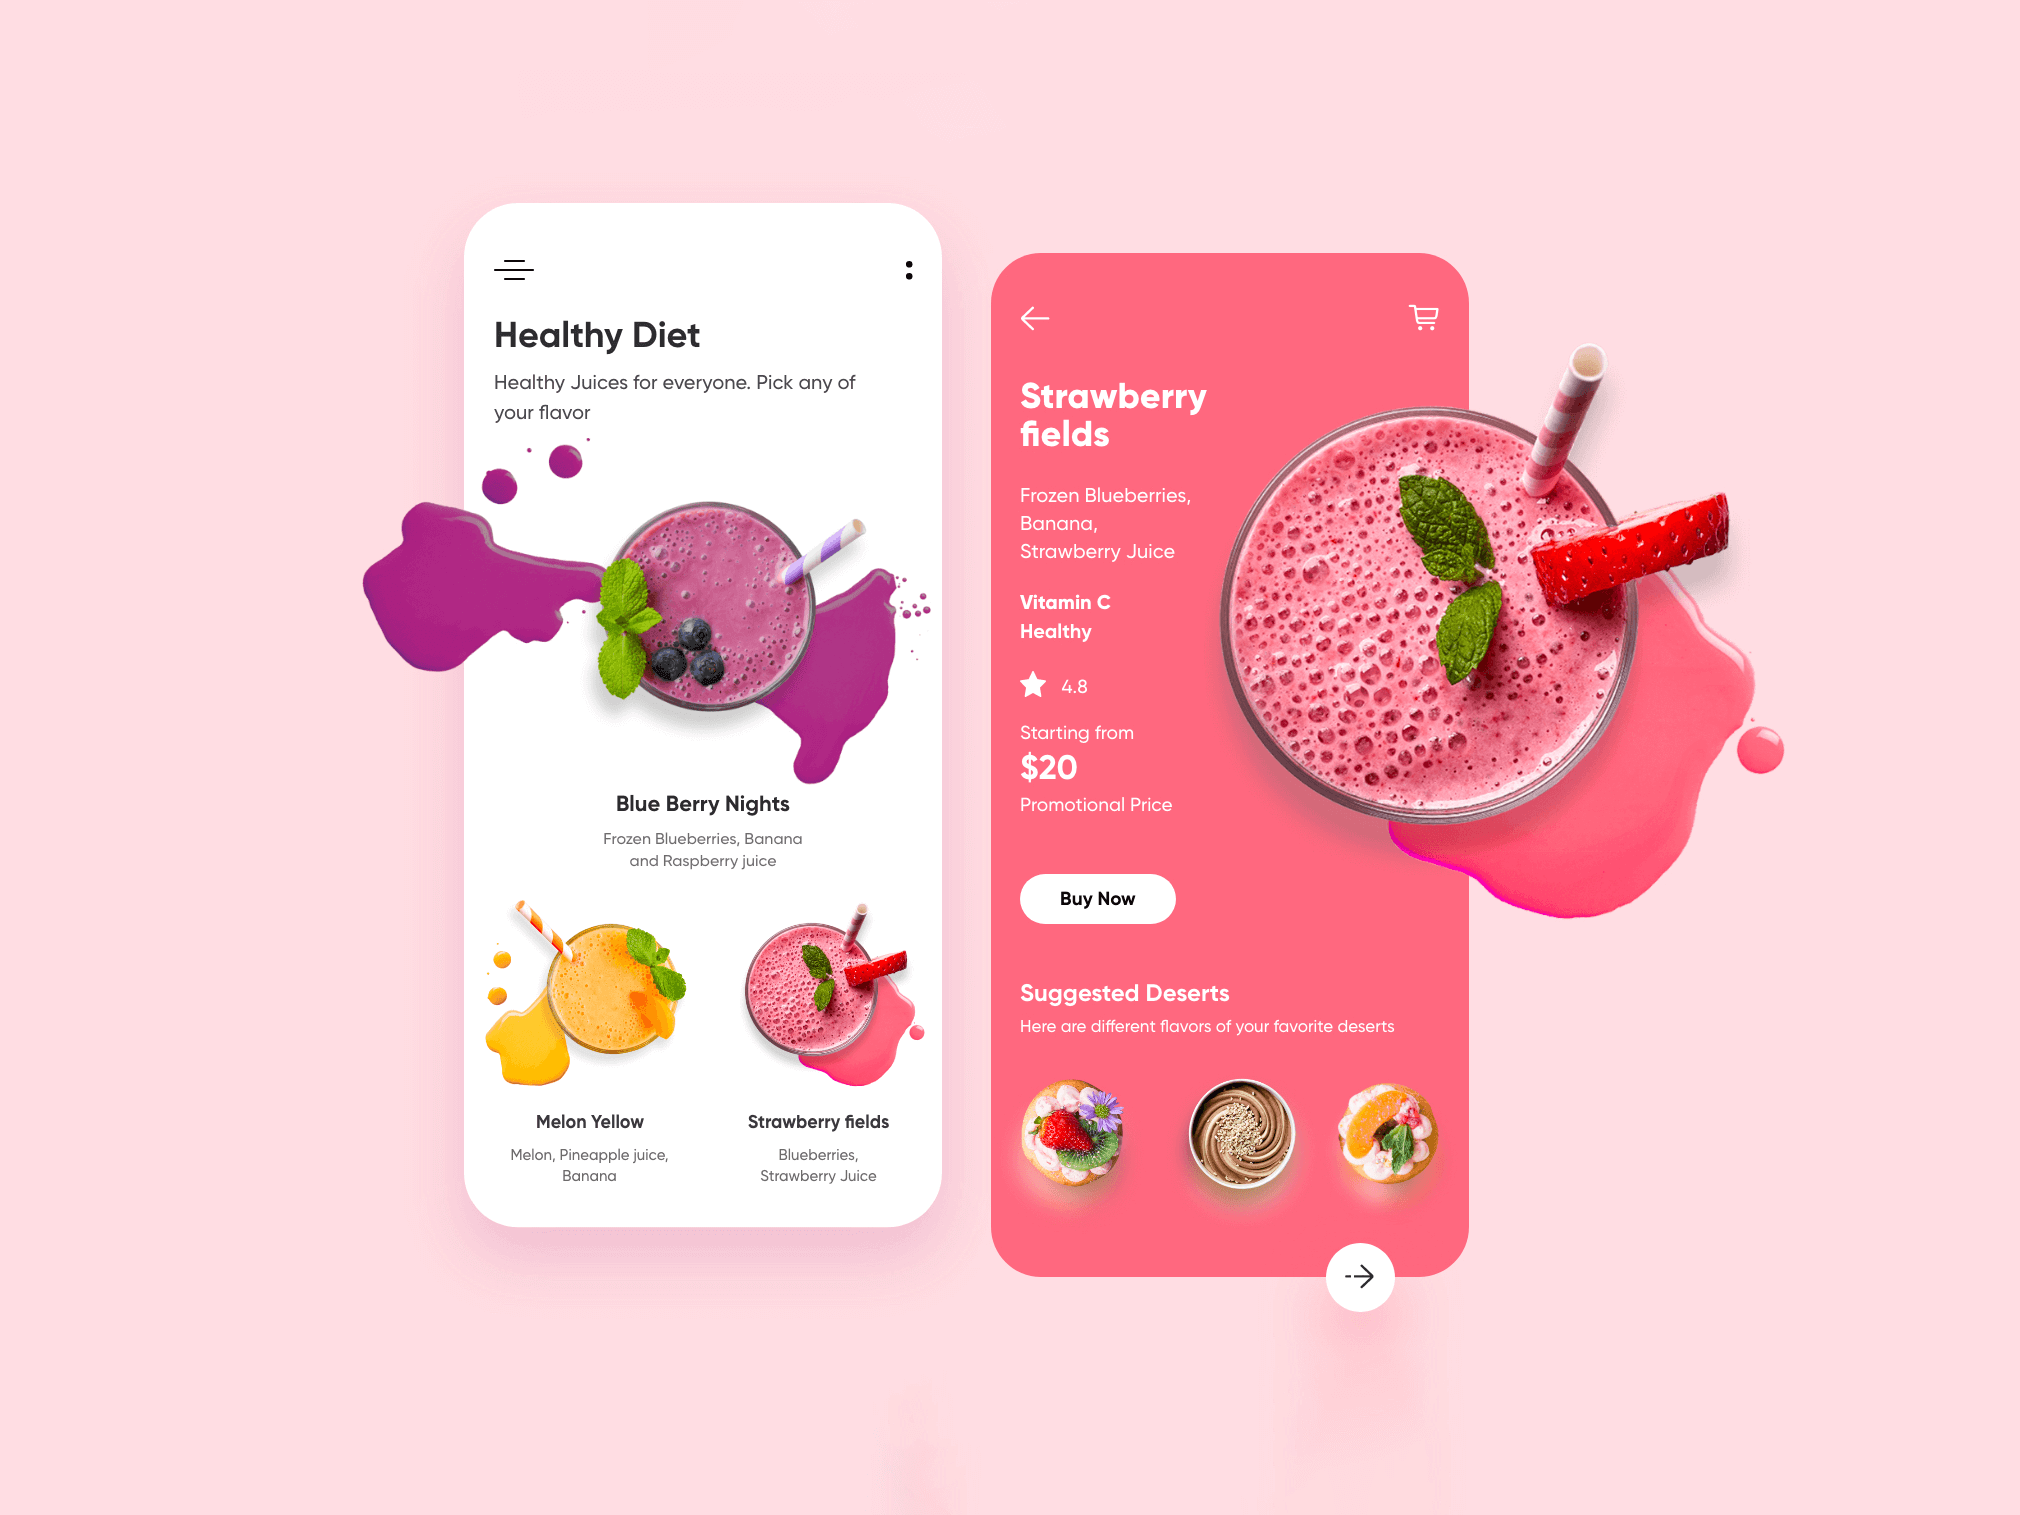 Healthy Diet
Healthy Juices for everyone. Pick any of
your flavor
Blue Berry Nights
Frozen Blueberries, Banana
and Raspberry juice
Melon Yellow
Melon, Pineapple juice,
Banana
Strawberry fields
Blueberries,
Strawberry Juice
Strawberry
fields
Frozen Blueberries,
Banana,
Strawberry Juice
Vitamin C
Healthy
4.8
Starting from
$20
Promotional Price
Buy Now
Suggested Deserts
Here are different flavors of your favorite deserts